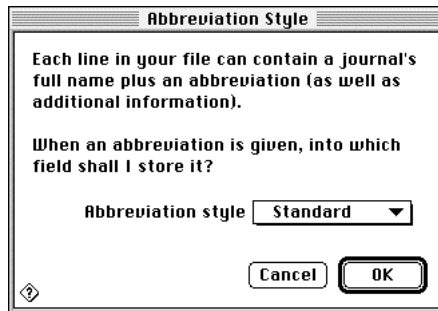 Abbreviation Style
Each line in your file can contain a journal's
full name plus an abbreviation (as well as
additional information).
When an abbreviation is given, into which
field shall I store it?
Abbreviation style Standard
Cancel OK
?